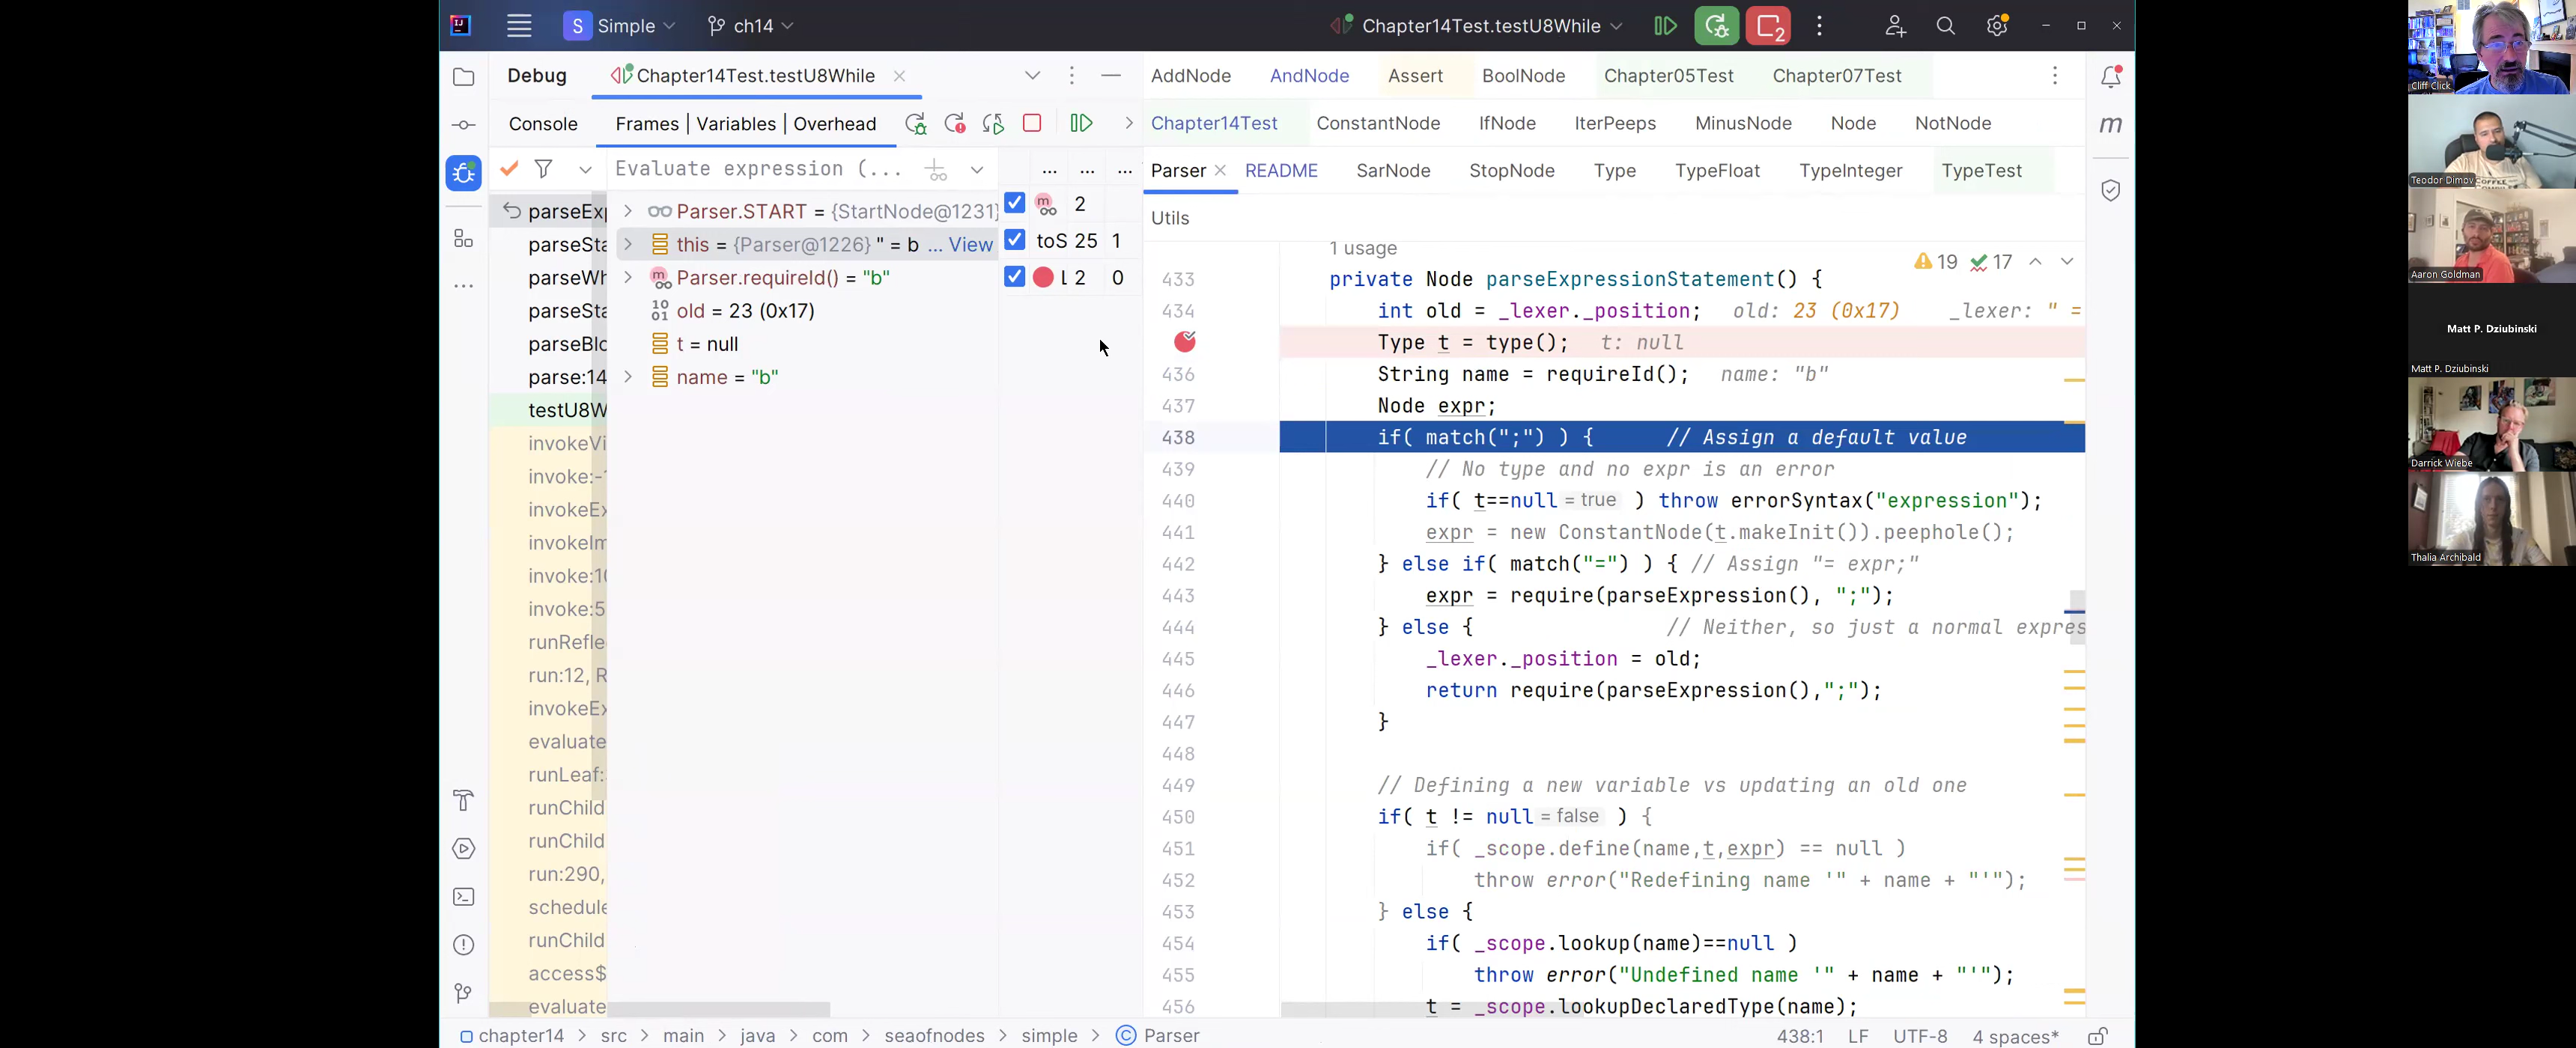 S Simple ch14 Chapter14Test.testU8While 2
Debug Chapter14Test.testU8While
Console Frames | Variables | Overhead
Evaluate expression (...
parseExp
parseSta
parseWh
parseSta
parseBlo
parse:14
testU8W
invokeVi
invoke:-1
invokeEx
invokeIm
invoke:10
invoke:5
runRefle
run:12, R
invokeEx
evaluate
runLeaf:
runChild
runChild
run:290,
schedule
runChild
access$
evaluate
Parser.START = {StartNode@1231}
this = {Parser@1226} " = b ... View
Parser.requireId() = "b"
old = 23 (0x17)
t = null
name = "b"
... ... ...
2
toS 25 1
L 2 0
AddNode AndNode Assert BoolNode Chapter05Test Chapter07Test
Chapter14Test ConstantNode IfNode IterPeeps MinusNode Node NotNode
Parser README SarNode StopNode Type TypeFloat TypeInteger TypeTest
Utils
1 usage
19 17
433 private Node parseExpressionStatement() {
434 int old = _lexer._position; old: 23 (0x17) _lexer: " =
Type t = type(); t: null
436 String name = requireId(); name: "b"
437 Node expr;
438 if( match(";") ) { // Assign a default value
439 // No type and no expr is an error
440 if( t==null = true ) throw errorSyntax("expression");
441 expr = new ConstantNode(t.makeInit()).peephole();
442 } else if( match("=") ) { // Assign "= expr;"
443 expr = require(parseExpression(), ";");
444 } else { // Neither, so just a normal expres
445 _lexer._position = old;
446 return require(parseExpression(),";");
447 }
448
449 // Defining a new variable vs updating an old one
450 if( t != null = false ) {
451 if( _scope.define(name,t,expr) == null )
452 throw error("Redefining name '" + name + "'");
453 } else {
454 if( _scope.lookup(name)==null )
455 throw error("Undefined name '" + name + "'");
456 t = _scope.lookupDeclaredType(name);
chapter14 > src > main > java > com > seaofnodes > simple > Parser
438:1 LF UTF-8 4 spaces*
m
Cliff Click
Teodor Dimov
Aaron Goldman
Matt P. Dziubinski
Matt P. Dziubinski
Darrick Wiebe
Thalia Archibald